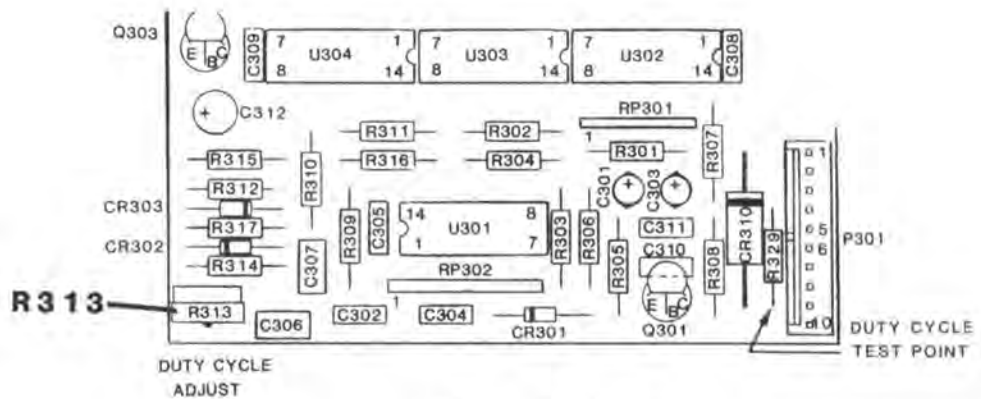 Q303
E B C
C309
7 1
U304
8 14
7 1
U303
8 14
7 1
U302
8 14
C308
+
C312
R311
R302
RP301
1
R307
R315
R310
R316
R304
R301
1
R312
C301
C303
+
+
CR303
R309
C305
14 8
U301
1 7
R303
R306
C311
CR310
R317
5
P301
CR302
R305
C310
R308
R329
6
R314
C307
RP302
1
R313
R313
C306
C302
C304
CR301
E B C
Q301
10
DUTY CYCLE
TEST POINT
DUTY CYCLE
ADJUST